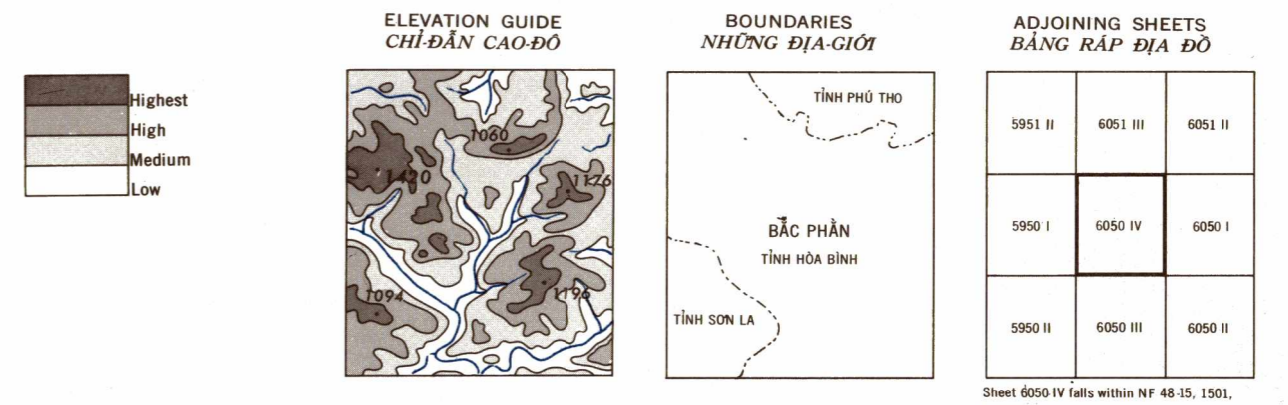 Highest
High
Medium
Low
ELEVATION GUIDE
CHỈ-ĐẪN CAO-ĐÔ
1060
1420
1176
1094
1196
BOUNDARIES
NHỮNG ĐỊA-GIỚI
TỈNH PHÚ THO
BẮC PHẦN
TỈNH HÒA BÌNH
TỈNH SƠN LA
ADJOINING SHEETS
BẢNG RÁP ĐỊA ĐỒ
5951 II 6051 III 6051 II
5950 I 6050 IV 6050 I
5950 II 6050 III 6050 II
Sheet 6050 IV falls within NF 48-15, 1501,